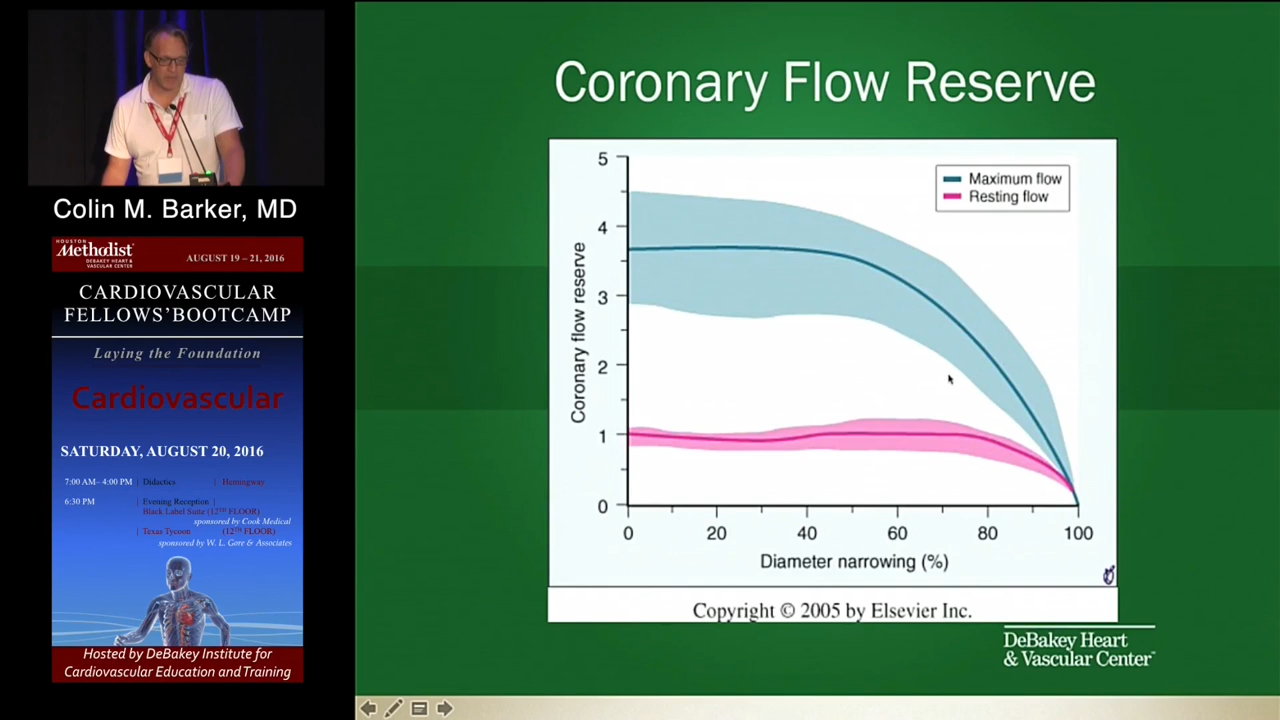 Colin M. Barker, MD
HOUSTON
Methodist
DEBAKEY HEART &
VASCULAR CENTER
AUGUST 19 – 21, 2016
CARDIOVASCULAR
FELLOWS’BOOTCAMP
Laying the Foundation
Cardiovascular
SATURDAY, AUGUST 20, 2016
7:00 AM– 4:00 PM | Didactics | Hemingway
6:30 PM | Evening Reception |
Black Label Suite (12TH FLOOR)
sponsored by Cook Medical
| Texas Tycoon (12TH FLOOR)
sponsored by W. L. Gore & Associates
Hosted by DeBakey Institute for
Cardiovascular Education and Training
Coronary Flow Reserve
Maximum flow
Resting flow
Coronary flow reserve
5
4
3
2
1
0
0 20 40 60 80 100
Diameter narrowing (%)
Copyright © 2005 by Elsevier Inc.
DeBakey Heart
& Vascular Center